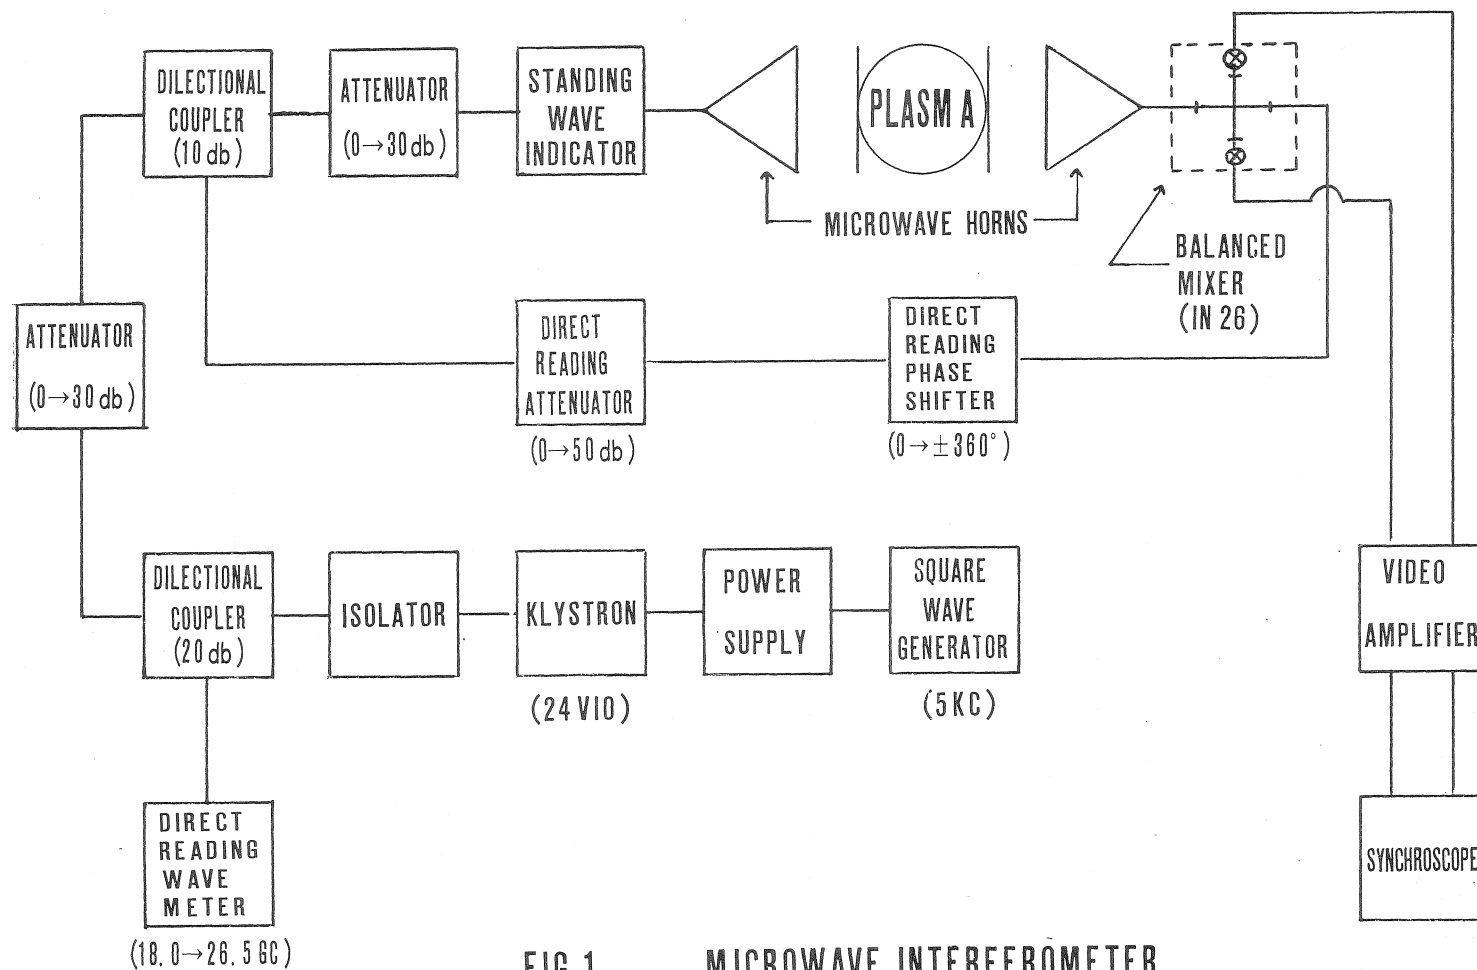 DILECTIONAL
COUPLER
(10 db)
ATTENUATOR
(0→30 db)
STANDING
WAVE
INDICATOR
PLASMA
MICROWAVE HORNS
BALANCED
MIXER
(IN 26)
ATTENUATOR
(0→30 db)
DIRECT
READING
ATTENUATOR
(0→50 db)
DIRECT
READING
PHASE
SHIFTER
(0→±360°)
DILECTIONAL
COUPLER
(20 db)
ISOLATOR
KLYSTRON
(24 V10)
POWER
SUPPLY
SQUARE
WAVE
GENERATOR
(5 KC)
VIDEO
AMPLIFIER
DIRECT
READING
WAVE
METER
(18.0→26.5 GC)
SYNCHROSCOPE
FIG 1 MICROWAVE INTERFEROMETER